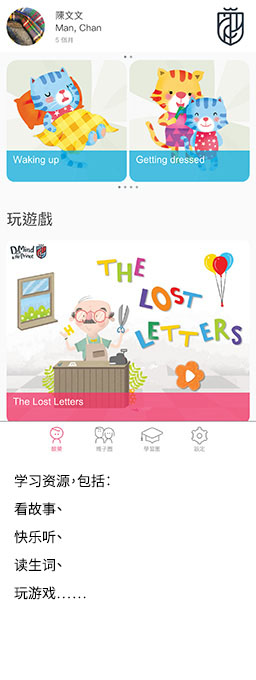 陳文文
Man, Chan
5 個月
Waking up
Getting dressed
玩遊戲
D Mind
& the Prince
THE
LOST
LETTERS
The Lost Letters
親子圈
學習圈
設定
学习资源，包括：
看故事、
快乐听、
读生词、
玩游戏……